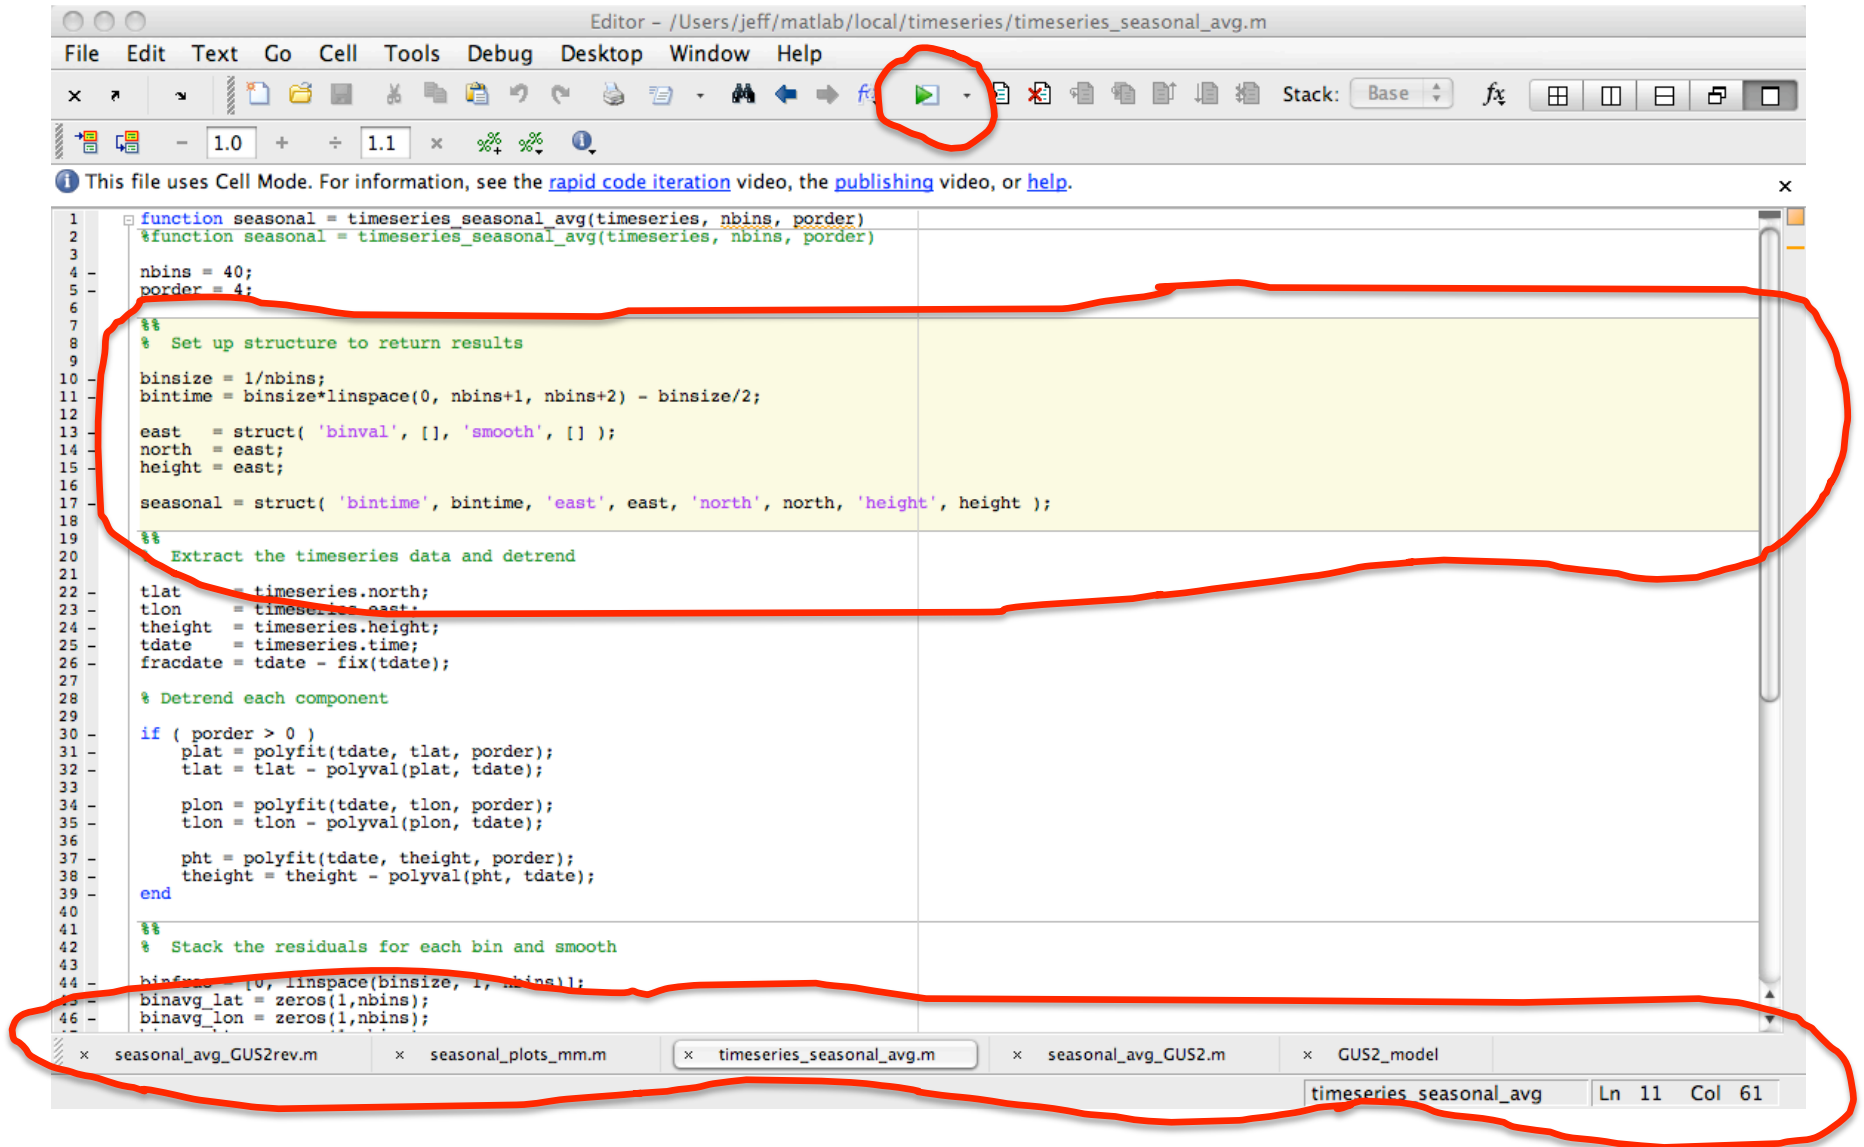 Editor – /Users/jeff/matlab/local/timeseries/timeseries_seasonal_avg.m
File Edit Text Go Cell Tools Debug Desktop Window Help
Stack: Base fx
− 1.0 + ÷ 1.1 ×
This file uses Cell Mode. For information, see the rapid code iteration video, the publishing video, or help.
1 function seasonal = timeseries_seasonal_avg(timeseries, nbins, porder)
2 %function seasonal = timeseries_seasonal_avg(timeseries, nbins, porder)
3
4 – nbins = 40;
5 – porder = 4;
6
7 %%
8 % Set up structure to return results
9
10 – binsize = 1/nbins;
11 – bintime = binsize*linspace(0, nbins+1, nbins+2) - binsize/2;
12
13 – east = struct( 'binval', [], 'smooth', [] );
14 – north = east;
15 – height = east;
16
17 – seasonal = struct( 'bintime', bintime, 'east', east, 'north', north, 'height', height );
18
19 %%
20 % Extract the timeseries data and detrend
21
22 – tlat = timeseries.north;
23 – tlon = timeseries.east;
24 – theight = timeseries.height;
25 – tdate = timeseries.time;
26 – fracdate = tdate - fix(tdate);
27
28 % Detrend each component
29
30 – if ( porder > 0 )
31 – plat = polyfit(tdate, tlat, porder);
32 – tlat = tlat - polyval(plat, tdate);
33
34 – plon = polyfit(tdate, tlon, porder);
35 – tlon = tlon - polyval(plon, tdate);
36
37 – pht = polyfit(tdate, theight, porder);
38 – theight = theight - polyval(pht, tdate);
39 – end
40
41 %%
42 % Stack the residuals for each bin and smooth
43
44 – = [0, linspace(binsize, 1, nbins)];
45 – binavg_lat = zeros(1,nbins);
46 – binavg_lon = zeros(1,nbins);
× seasonal_avg_GUS2rev.m × seasonal_plots_mm.m × timeseries_seasonal_avg.m × seasonal_avg_GUS2.m × GUS2_model
timeseries_seasonal_avg Ln 11 Col 61